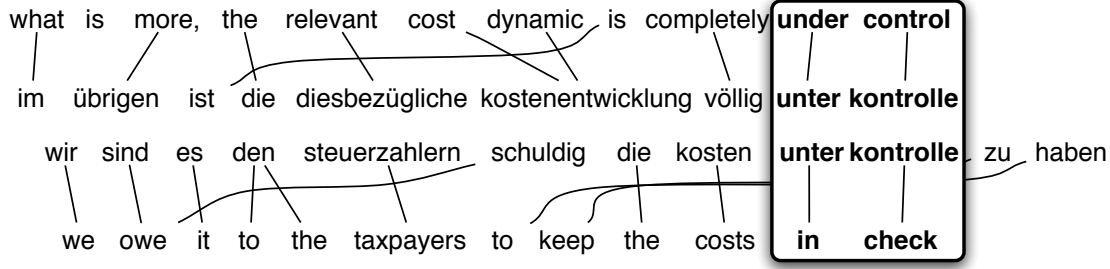 what is more, the relevant cost dynamic is completely under control
im übrigen ist die diesbezügliche kostenentwicklung völlig unter kontrolle
wir sind es den steuerzahlern schuldig die kosten unter kontrolle zu haben
we owe it to the taxpayers to keep the costs in check